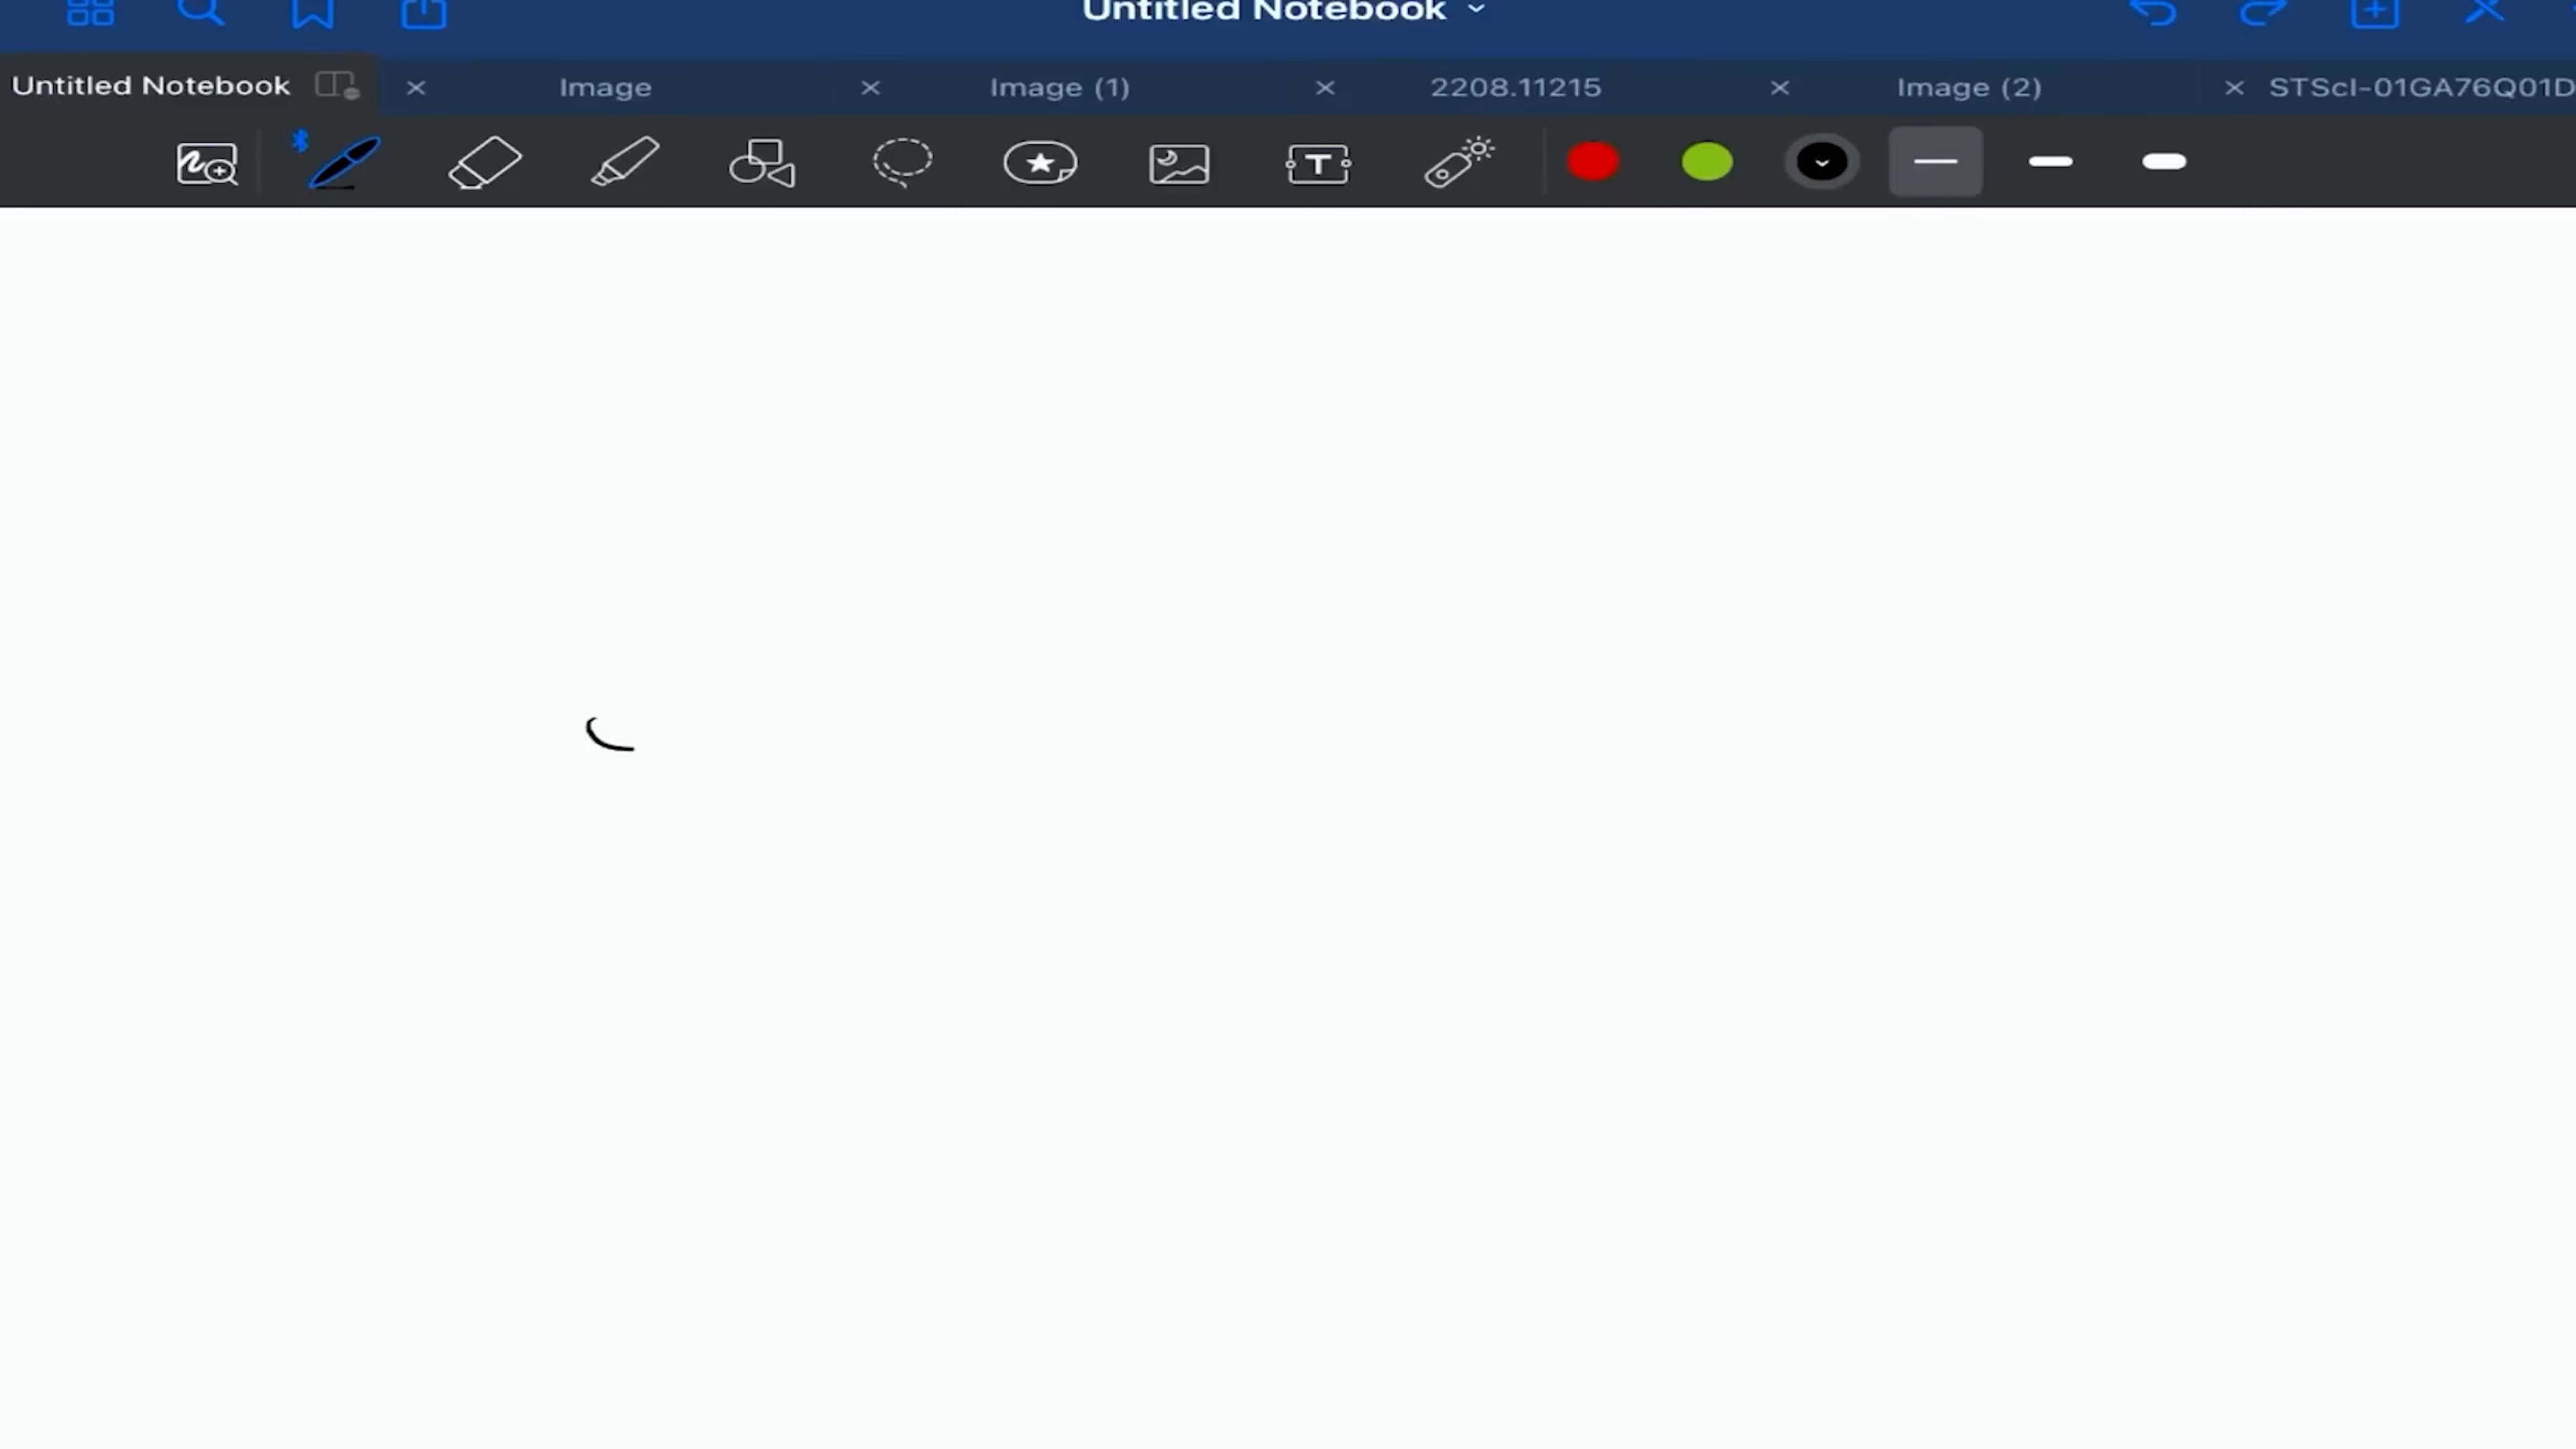 Untitled Notebook
Untitled Notebook
Image
Image (1)
2208.11215
Image (2)
STScI-01GA76Q01D
T